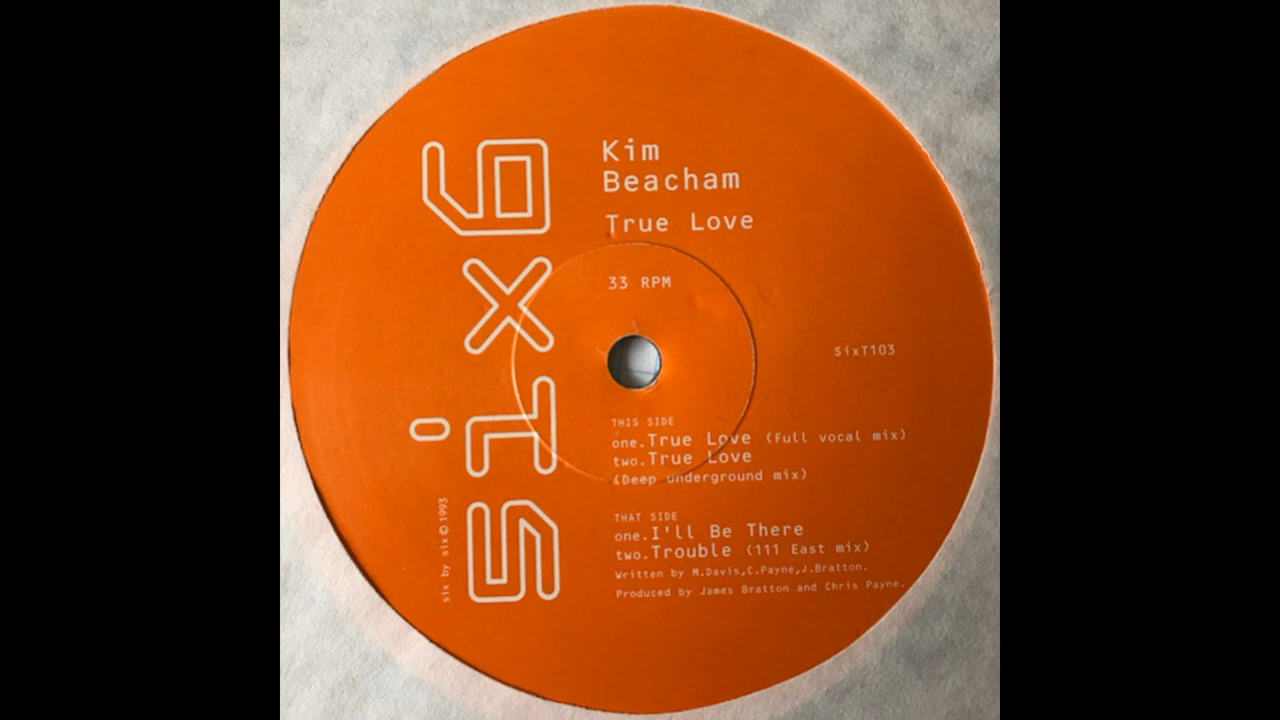 Kim
Beacham
True Love
33 RPM
SixT103
six x 6
six by six © 1993
THIS SIDE
one.True Love (Full vocal mix)
two.True Love
(Deep underground mix)
THAT SIDE
one.I'll Be There
two.Trouble (111 East mix)
Written by M.Davis,C.Payne,J.Bratton.
Produced by James Bratton and Chris Payne.